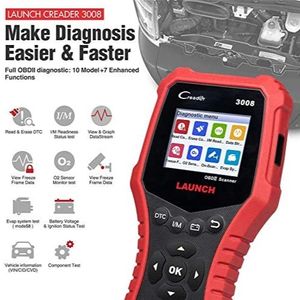 LAUNCH CREADER 3008
Make Diagnosis
Easier & Faster
Full OBDII diagnostic: 10 Model +7 Enhanced
Functions
Read & Erase DTC
I/M Readiness
Status test
View & Graph
DataStream
View Freeze
Frame Data
O2 Sensor
Monitor test
View Freeze
Frame Data
Evap system test
( mode$8 )
Battery Voltage
& Ignition Status Test
Vehicle information
(VIN/CID/CVD)
Component Test
Creader
3008
Diagnostic menu
LAUNCH
OBDII Scanner
DTC
I/M
OK